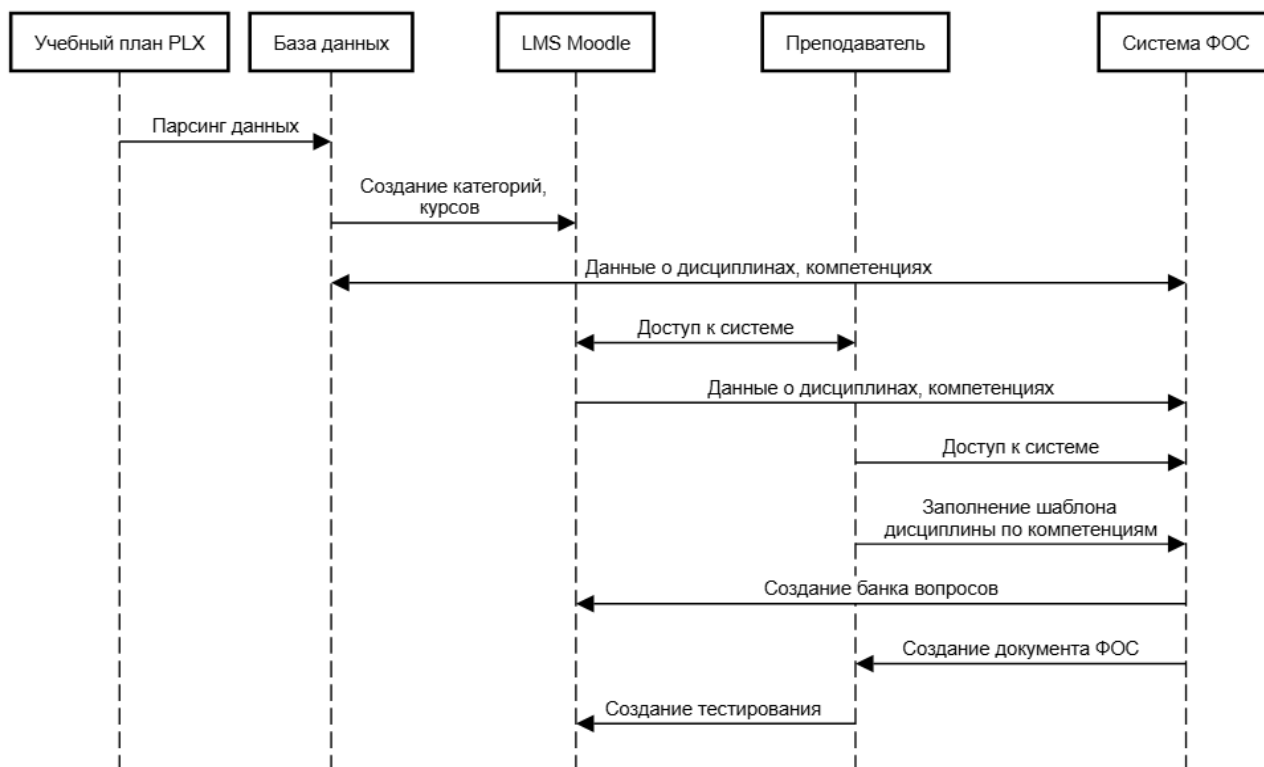 Учебный план PLX
База данных
LMS Moodle
Преподаватель
Система ФОС
Парсинг данных
Создание категорий,
курсов
Данные о дисциплинах, компетенциях
Доступ к системе
Данные о дисциплинах, компетенциях
Доступ к системе
Заполнение шаблона
дисциплины по компетенциям
Создание банка вопросов
Создание документа ФОС
Создание тестирования